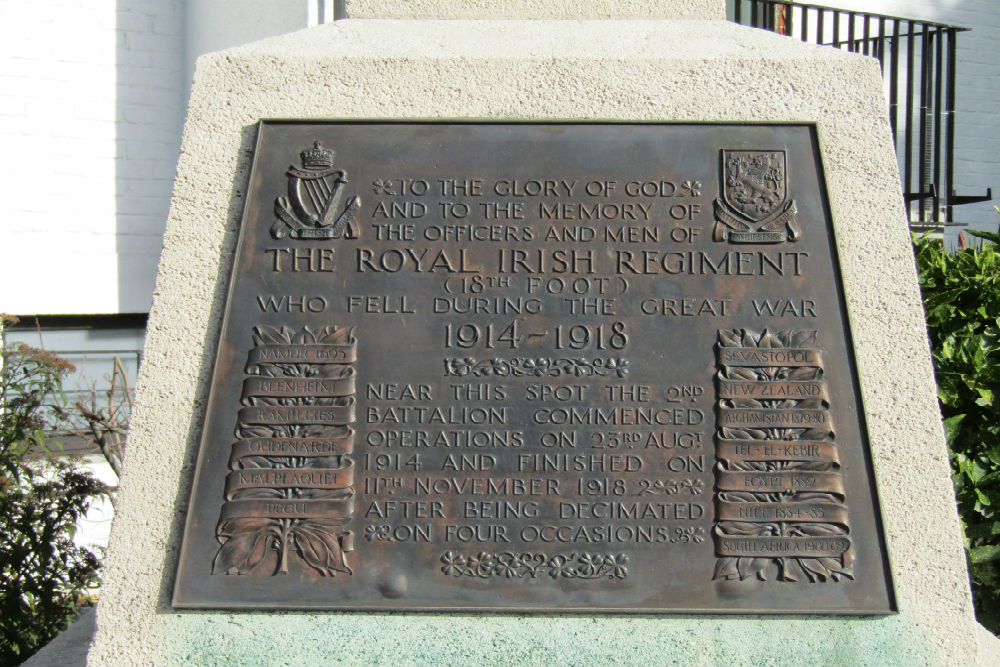 TO THE GLORY OF GOD
AND TO THE MEMORY OF
THE OFFICERS AND MEN OF
THE ROYAL IRISH REGIMENT
(18TH FOOT)
WHO FELL DURING THE GREAT WAR
1914-1918
NEAR THIS SPOT THE 2ND
BATTALION COMMENCED
OPERATIONS ON 23RD AUGT
1914 AND FINISHED ON
11TH NOVEMBER 1918
AFTER BEING DECIMATED
ON FOUR OCCASIONS.
NAMUR 1695
BLENHEIM
RAMILLIES
OUDENARDE
MALPLAQUET
PEGU
SEVASTOPOL
NEW ZEALAND
AFGHANISTAN 1879-80
TEL-EL-KEBIR
EGYPT 1882
NILE 1884-85
SOUTH AFRICA 1900-02